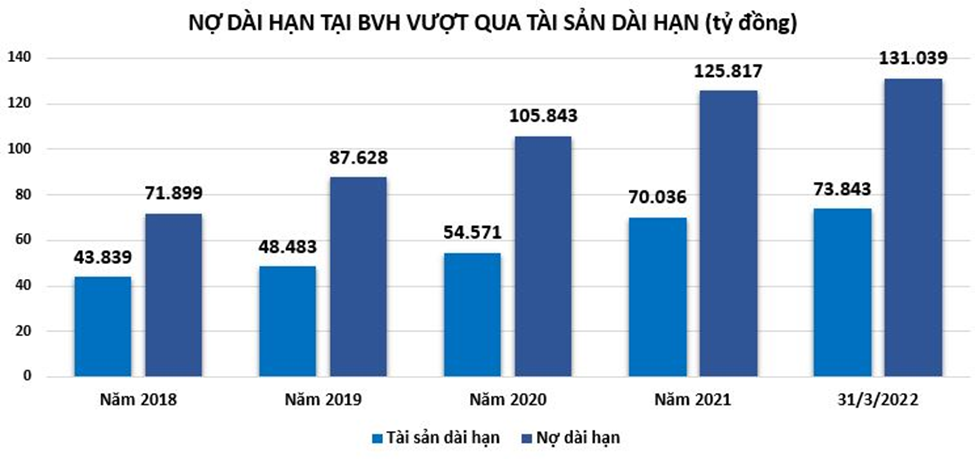 NỢ DÀI HẠN TẠI BVH VƯỢT QUA TÀI SẢN DÀI HẠN (tỷ đồng)
140
120
100
80
60
40
20
0
43.839
71.899
48.483
87.628
54.571
105.843
70.036
125.817
73.843
131.039
Năm 2018
Năm 2019
Năm 2020
Năm 2021
31/3/2022
Tài sản dài hạn
Nợ dài hạn